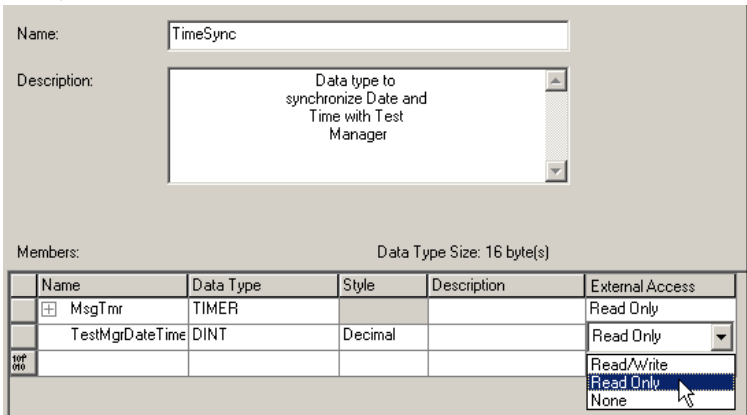 Name: TimeSync
Description: Data type to
synchronize Date and
Time with Test
Manager
Members: Data Type Size: 16 byte(s)
Name Data Type Style Description External Access
MsgTmr TIMER Read Only
TestMgrDateTime DINT Decimal Read Only
Read/Write
Read Only
None